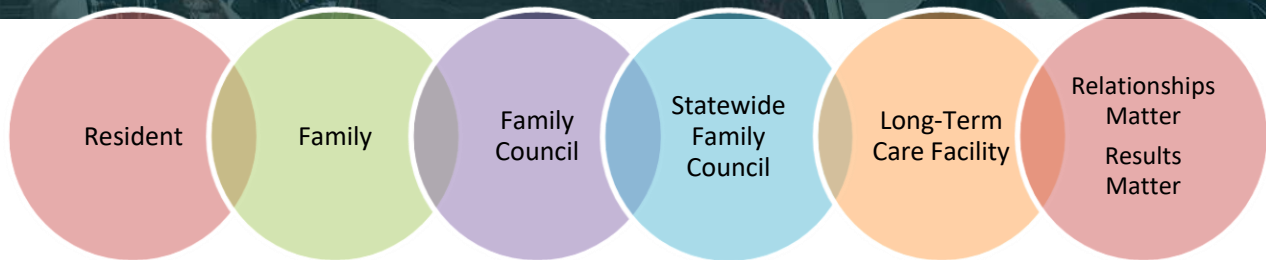 Resident
Family
Family
Council
Statewide
Family
Council
Long-Term
Care Facility
Relationships
Matter
Results
Matter